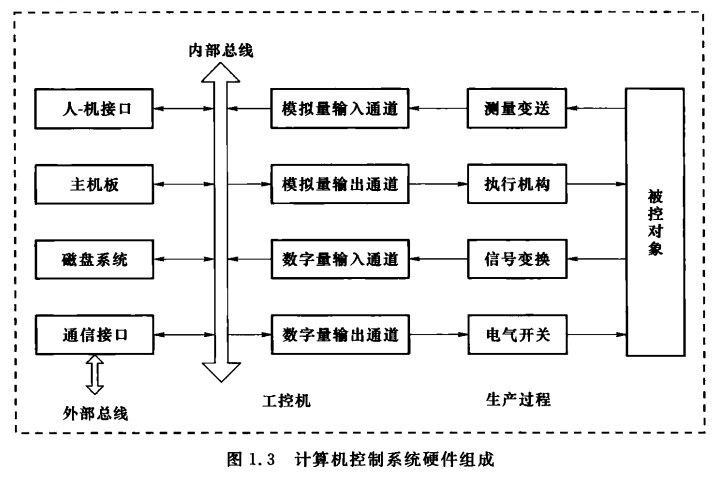 内部总线
人-机接口
模拟量输入通道
测量变送
主机板
模拟量输出通道
执行机构
被控对象
磁盘系统
数字量输入通道
信号变换
通信接口
数字量输出通道
电气开关
外部总线
工控机
生产过程
图 1.3 计算机控制系统硬件组成